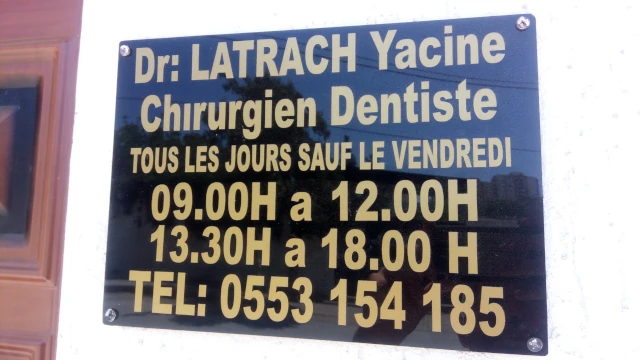 Dr: LATRACH Yacine
Chirurgien Dentiste
TOUS LES JOURS SAUF LE VENDREDI
09.00H a 12.00H
13.30H a 18.00 H
TEL: 0553 154 185